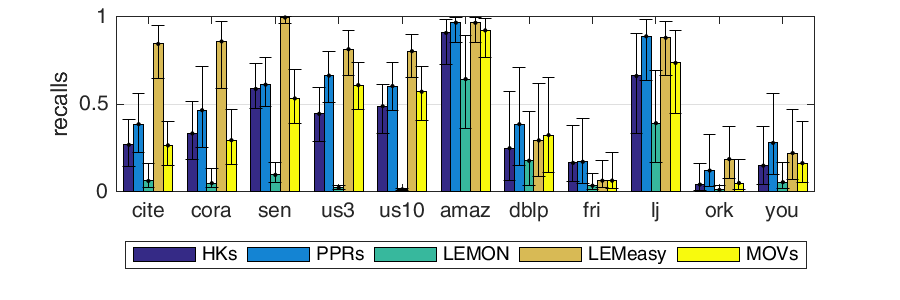 1
recalls
0.5
0
cite cora sen us3 us10 amaz dblp fri lj ork you
HKs PPRs LEMON LEMeasy MOVs